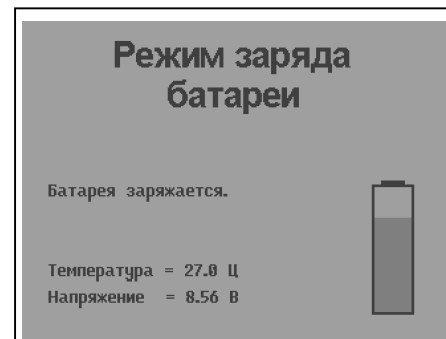 Режим заряда
батареи
Батарея заряжается.
Температура = 27.0 Ц
Напряжение = 8.56 В